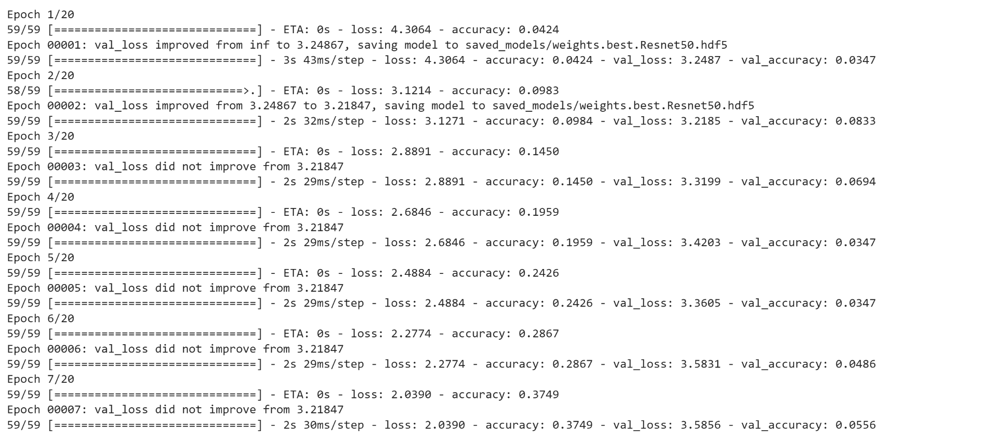 Epoch 1/20
59/59 [==============================] - ETA: 0s - loss: 4.3064 - accuracy: 0.0424
Epoch 00001: val_loss improved from inf to 3.24867, saving model to saved_models/weights.best.Resnet50.hdf5
59/59 [==============================] - 3s 43ms/step - loss: 4.3064 - accuracy: 0.0424 - val_loss: 3.2487 - val_accuracy: 0.0347
Epoch 2/20
58/59 [============================>.] - ETA: 0s - loss: 3.1214 - accuracy: 0.0983
Epoch 00002: val_loss improved from 3.24867 to 3.21847, saving model to saved_models/weights.best.Resnet50.hdf5
59/59 [==============================] - 2s 32ms/step - loss: 3.1271 - accuracy: 0.0984 - val_loss: 3.2185 - val_accuracy: 0.0833
Epoch 3/20
59/59 [==============================] - ETA: 0s - loss: 2.8891 - accuracy: 0.1450
Epoch 00003: val_loss did not improve from 3.21847
59/59 [==============================] - 2s 29ms/step - loss: 2.8891 - accuracy: 0.1450 - val_loss: 3.3199 - val_accuracy: 0.0694
Epoch 4/20
59/59 [==============================] - ETA: 0s - loss: 2.6846 - accuracy: 0.1959
Epoch 00004: val_loss did not improve from 3.21847
59/59 [==============================] - 2s 29ms/step - loss: 2.6846 - accuracy: 0.1959 - val_loss: 3.4203 - val_accuracy: 0.0347
Epoch 5/20
59/59 [==============================] - ETA: 0s - loss: 2.4884 - accuracy: 0.2426
Epoch 00005: val_loss did not improve from 3.21847
59/59 [==============================] - 2s 29ms/step - loss: 2.4884 - accuracy: 0.2426 - val_loss: 3.3605 - val_accuracy: 0.0347
Epoch 6/20
59/59 [==============================] - ETA: 0s - loss: 2.2774 - accuracy: 0.2867
Epoch 00006: val_loss did not improve from 3.21847
59/59 [==============================] - 2s 29ms/step - loss: 2.2774 - accuracy: 0.2867 - val_loss: 3.5831 - val_accuracy: 0.0486
Epoch 7/20
59/59 [==============================] - ETA: 0s - loss: 2.0390 - accuracy: 0.3749
Epoch 00007: val_loss did not improve from 3.21847
59/59 [==============================] - 2s 30ms/step - loss: 2.0390 - accuracy: 0.3749 - val_loss: 3.5856 - val_accuracy: 0.0556